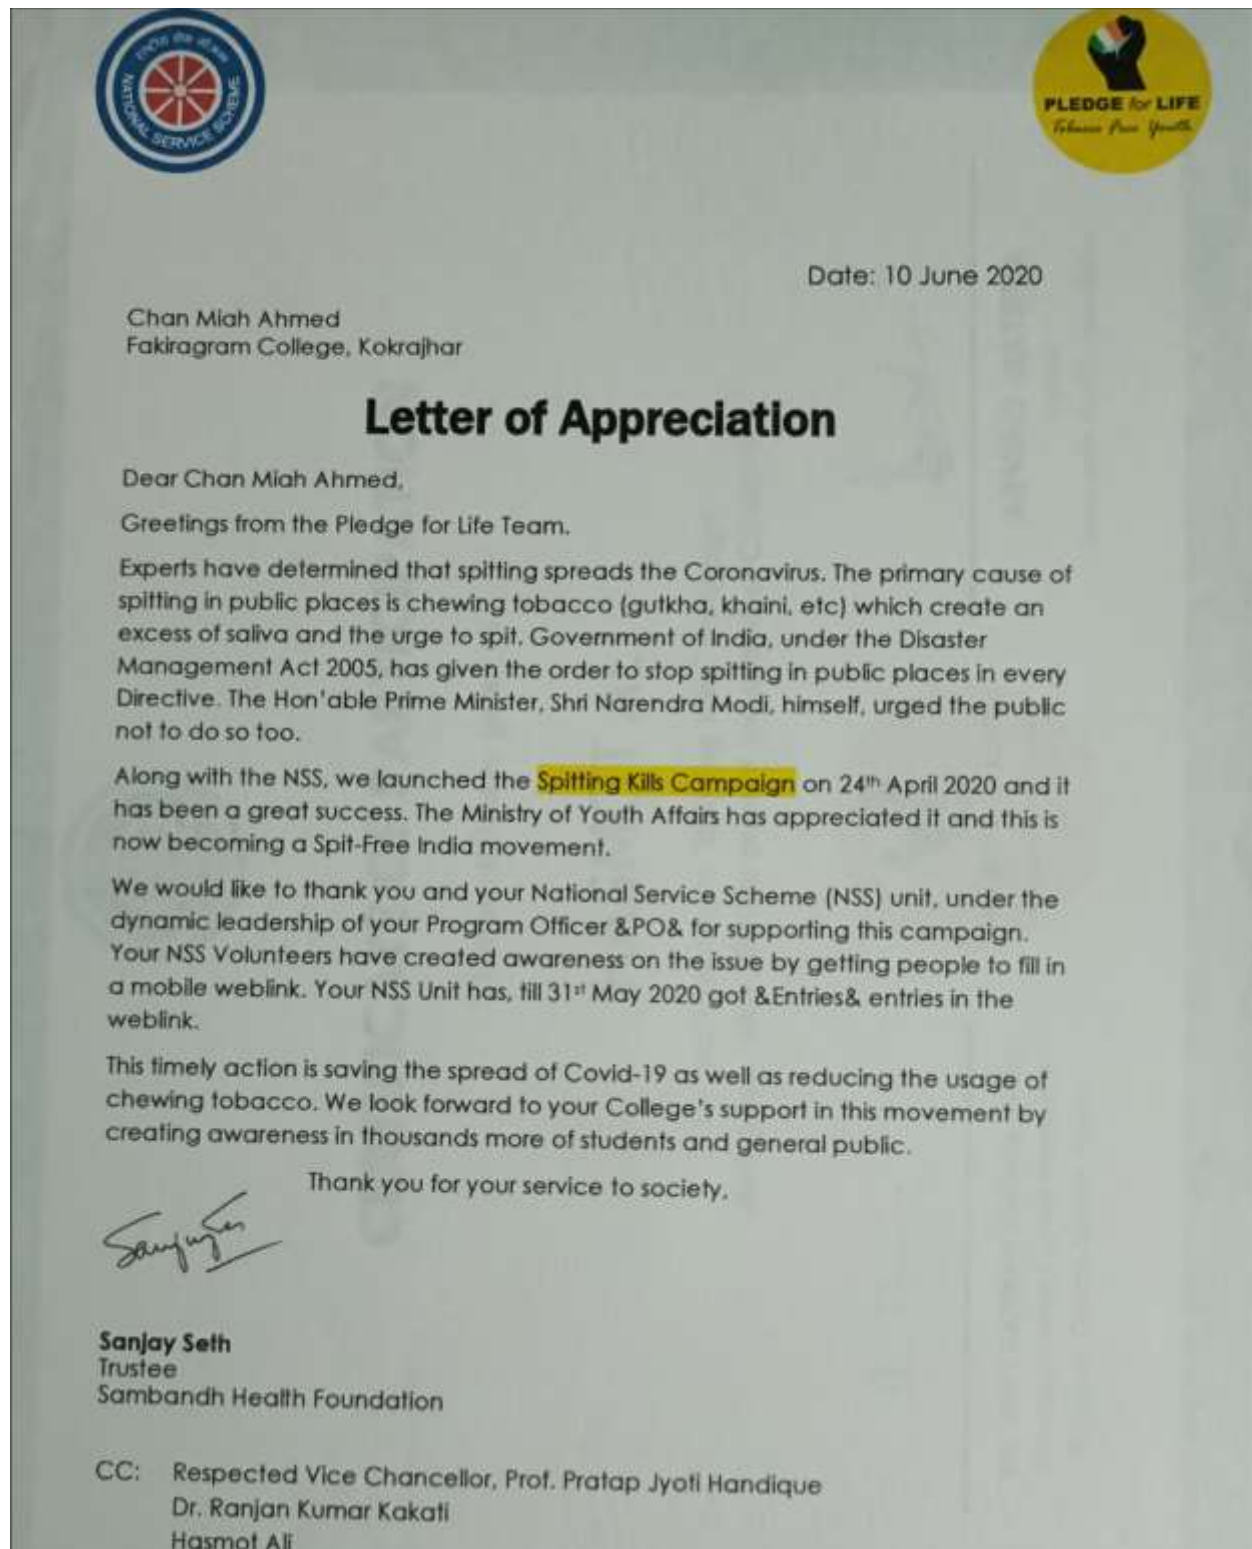 राष्ट्रीय सेवा योजना
NATIONAL SERVICE SCHEME
PLEDGE for LIFE
Tobacco Free Youth
Date: 10 June 2020
Chan Miah Ahmed
Fakiragram College, Kokrajhar
Letter of Appreciation
Dear Chan Miah Ahmed,
Greetings from the Pledge for Life Team.
Experts have determined that spitting spreads the Coronavirus. The primary cause of
spitting in public places is chewing tobacco (gutkha, khaini, etc) which create an
excess of saliva and the urge to spit. Government of India, under the Disaster
Management Act 2005, has given the order to stop spitting in public places in every
Directive. The Hon'able Prime Minister, Shri Narendra Modi, himself, urged the public
not to do so too.
Along with the NSS, we launched the Spitting Kills Campaign on 24th April 2020 and it
has been a great success. The Ministry of Youth Affairs has appreciated it and this is
now becoming a Spit-Free India movement.
We would like to thank you and your National Service Scheme (NSS) unit, under the
dynamic leadership of your Program Officer &PO& for supporting this campaign.
Your NSS Volunteers have created awareness on the issue by getting people to fill in
a mobile weblink. Your NSS Unit has, till 31st May 2020 got &Entries& entries in the
weblink.
This timely action is saving the spread of Covid-19 as well as reducing the usage of
chewing tobacco. We look forward to your College's support in this movement by
creating awareness in thousands more of students and general public.
Thank you for your service to society.
Sanjay Seth
Trustee
Sambandh Health Foundation
CC: Respected Vice Chancellor, Prof. Pratap Jyoti Handique
Dr. Ranjan Kumar Kakati
Hasmot Ali